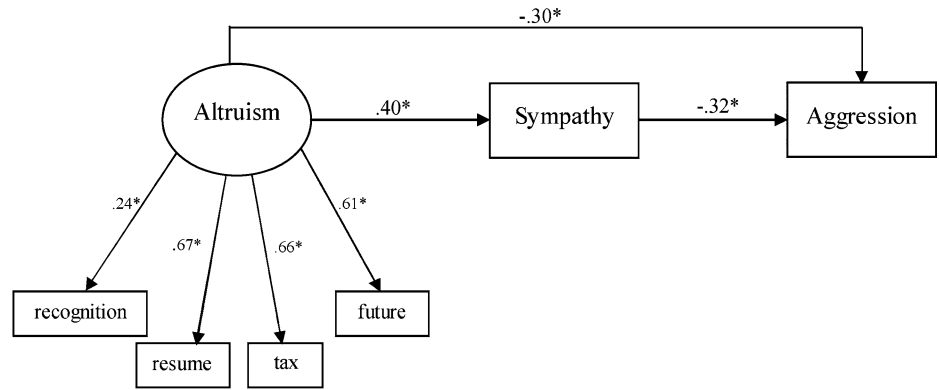 -.30*
Altruism
.40*
Sympathy
-.32*
Aggression
.24*
.67*
.66*
.61*
recognition
future
resume
tax